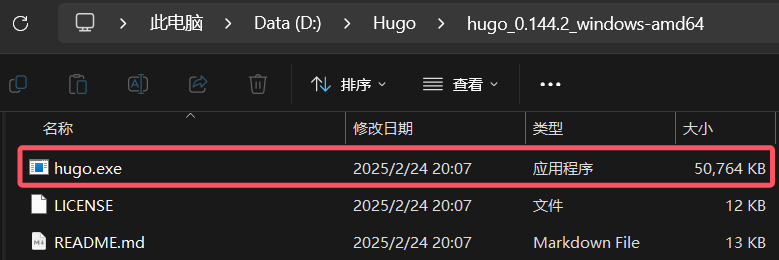 此电脑 > Data (D:) > Hugo > hugo_0.144.2_windows-amd64
排序 查看 •••
名称 修改日期 类型 大小
hugo.exe 2025/2/24 20:07 应用程序 50,764 KB
LICENSE 2025/2/24 20:07 文件 12 KB
README.md 2025/2/24 20:07 Markdown File 13 KB